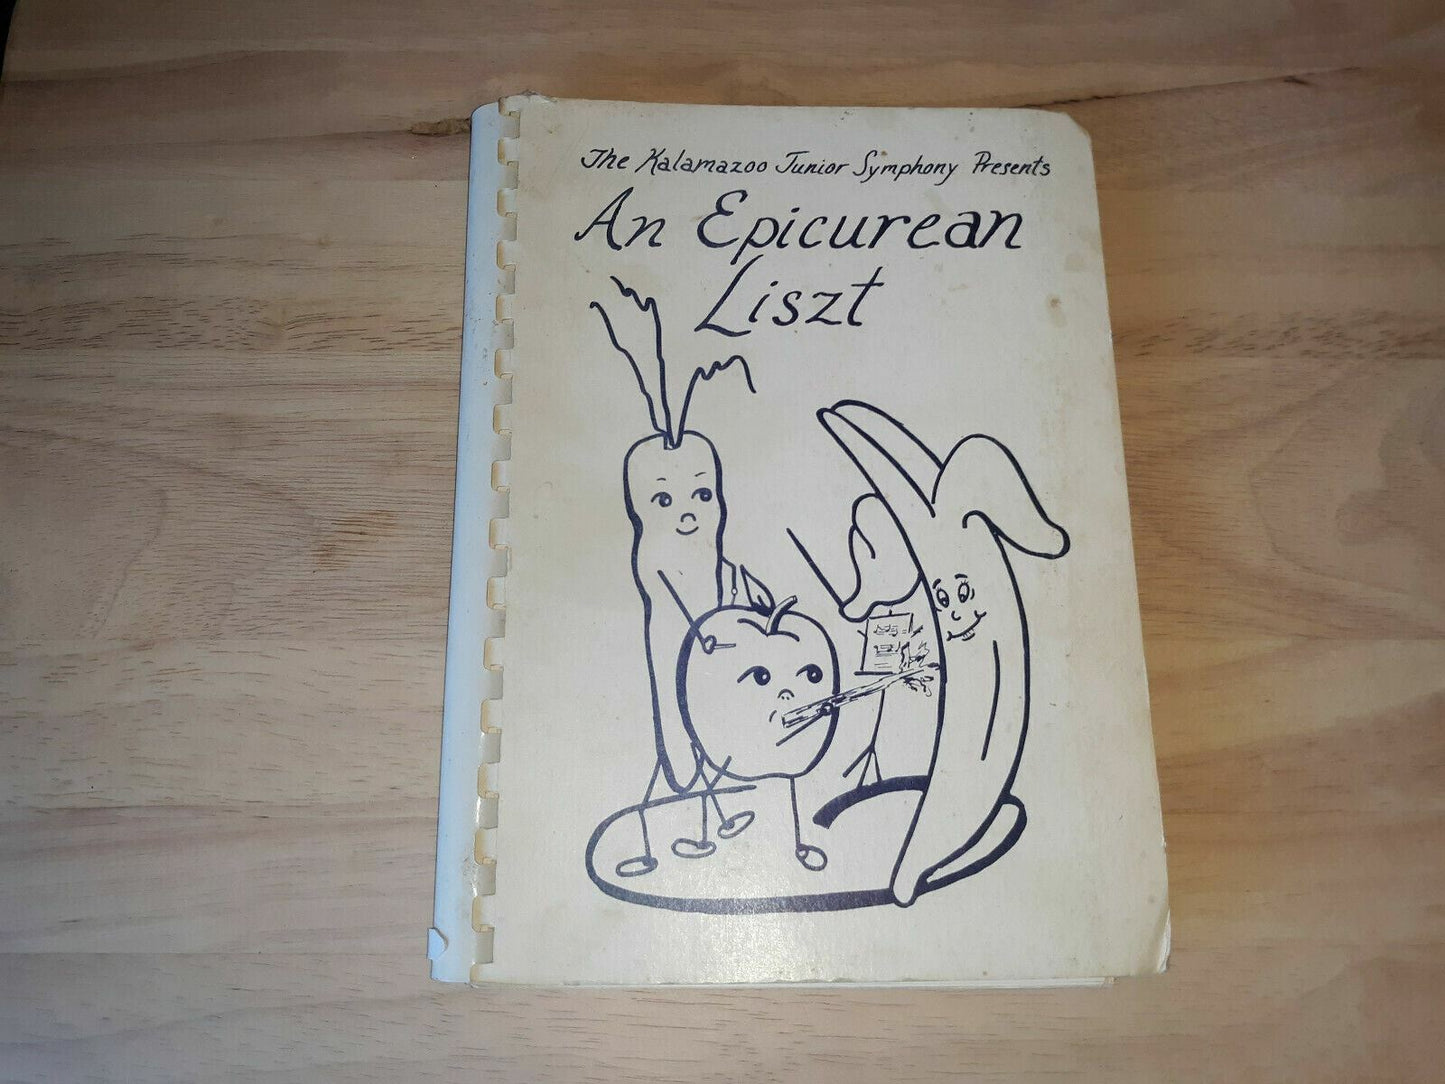 The Kalamazoo Junior Symphony Presents
An Epicurean
Liszt